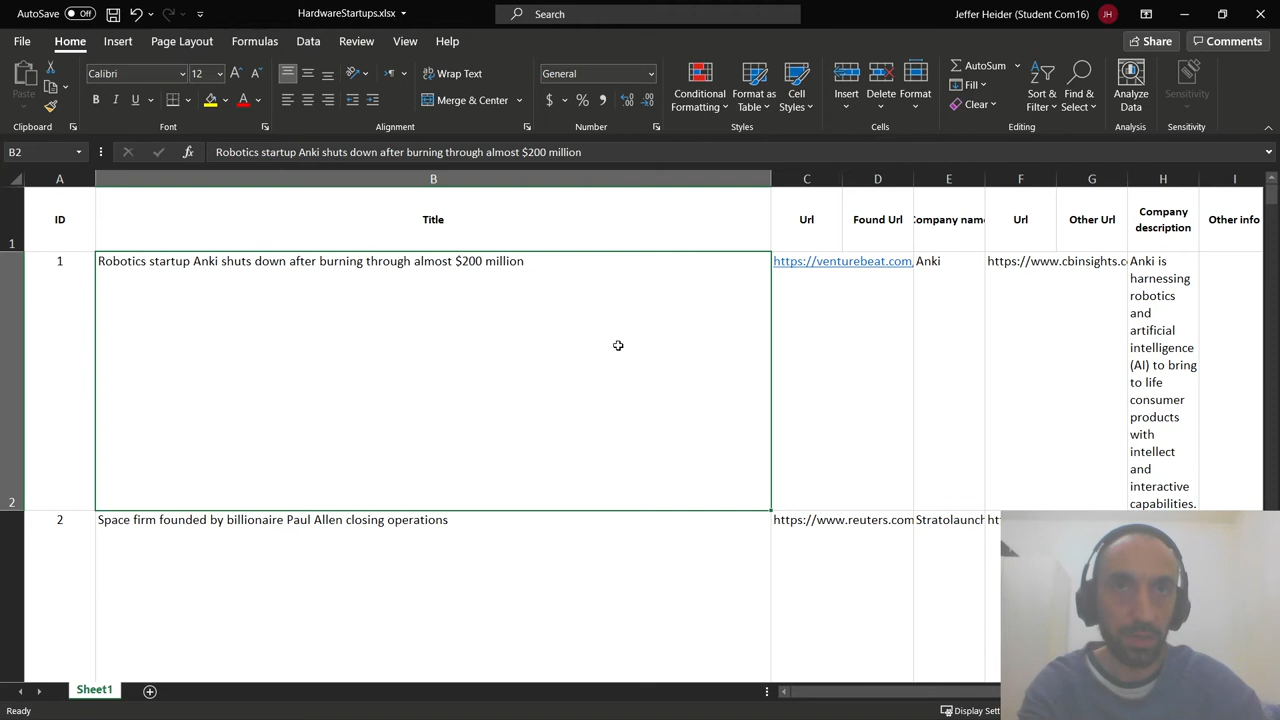 AutoSave Off HardwareStartups.xlsx Search Jeffer Heider (Student Com16) JH
File Home Insert Page Layout Formulas Data Review View Help Share Comments
Paste Calibri 12 A A Wrap Text General Conditional Formatting Format as Table Cell Styles Insert Delete Format AutoSum Sort & Filter Find & Select Analyze Data Sensitivity
B I U A Merge & Center $ % , Fill
Clear
Clipboard Font Alignment Number Styles Cells Editing Analysis Sensitivity
B2 fx Robotics startup Anki shuts down after burning through almost $200 million
A B C D E F G H I
1 ID Title Url Found Url Company name Url Other Url Company description Other info
1 Robotics startup Anki shuts down after burning through almost $200 million https://venturebeat.com Anki https://www.cbinsights.c Anki is
harnessing
robotics
and
artificial
intelligence
(AI) to bring
to life
consumer
products
with
intellect
and
interactive
2 capabilities.
2 Space firm founded by billionaire Paul Allen closing operations https://www.reuters.com Stratolaunch
Sheet1
Ready Display